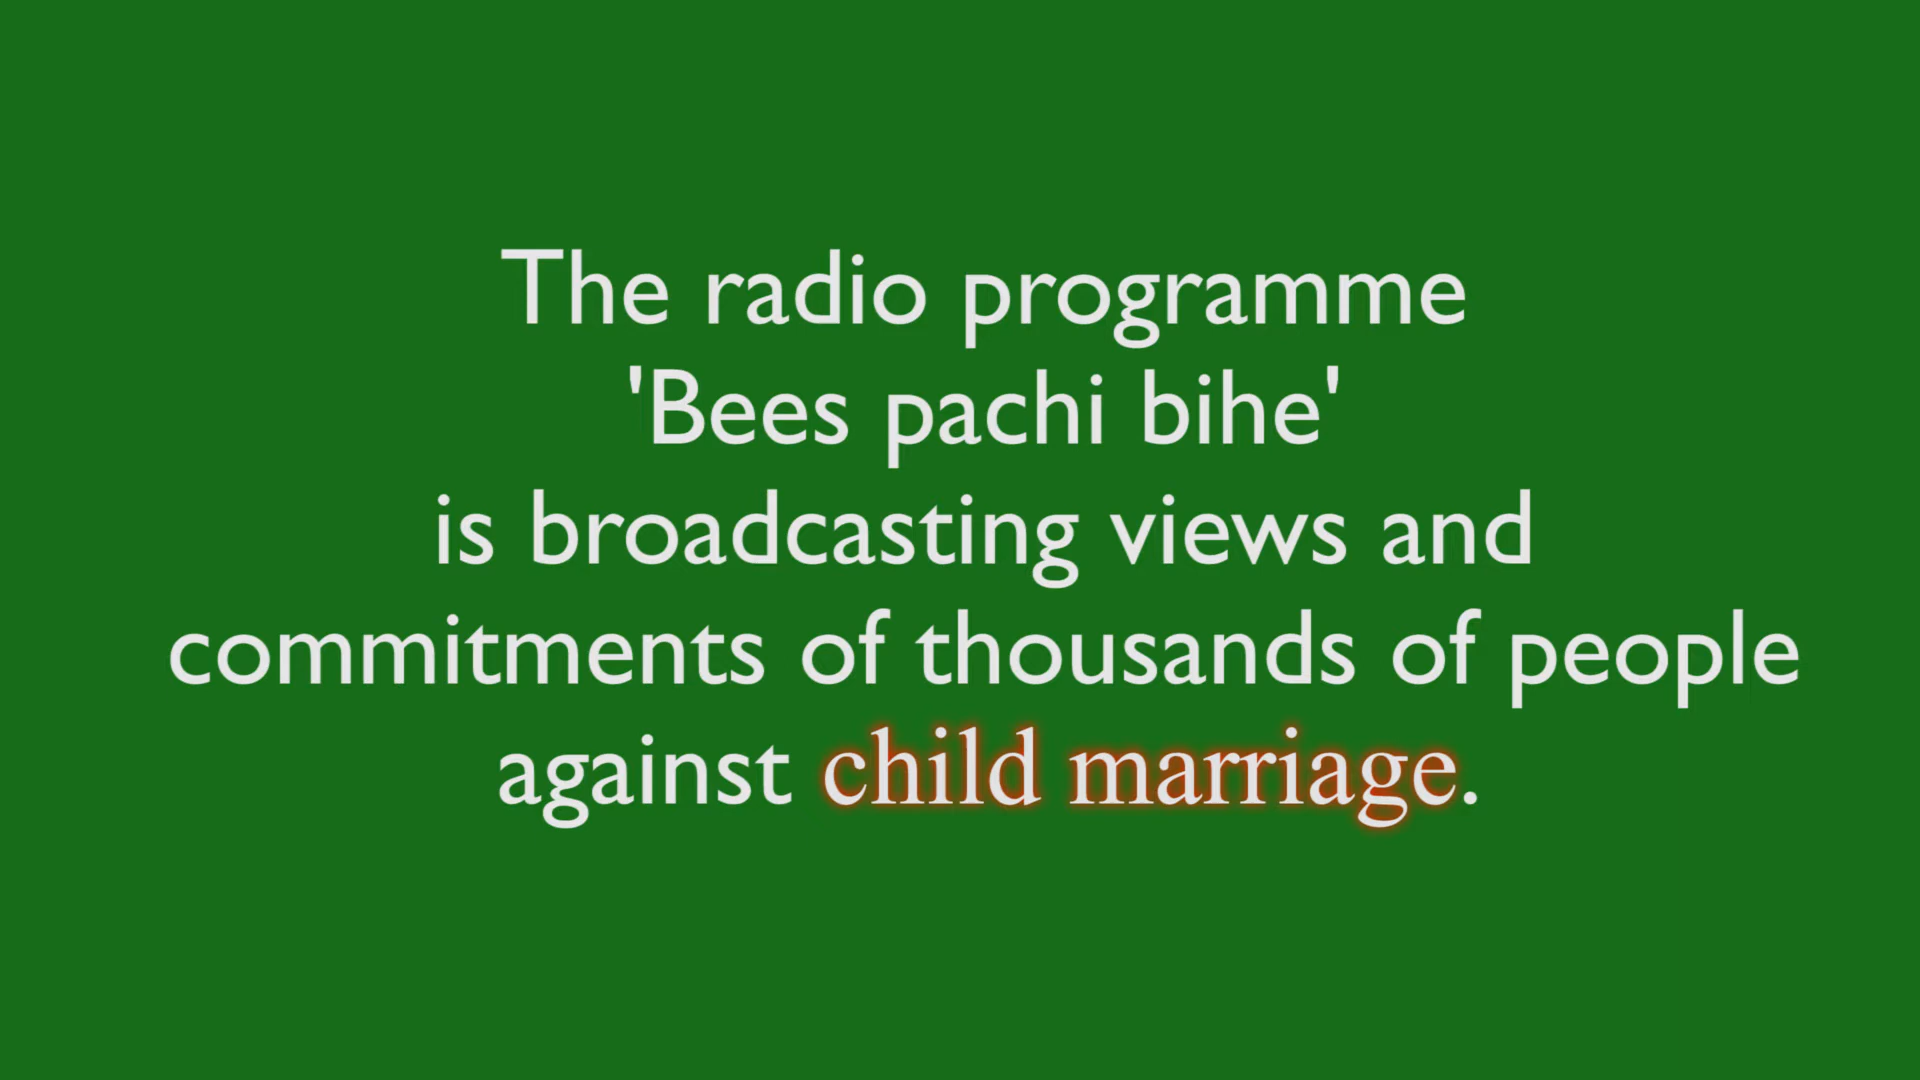 The radio programme
'Bees pachi bihe'
is broadcasting views and
commitments of thousands of people
against child marriage.